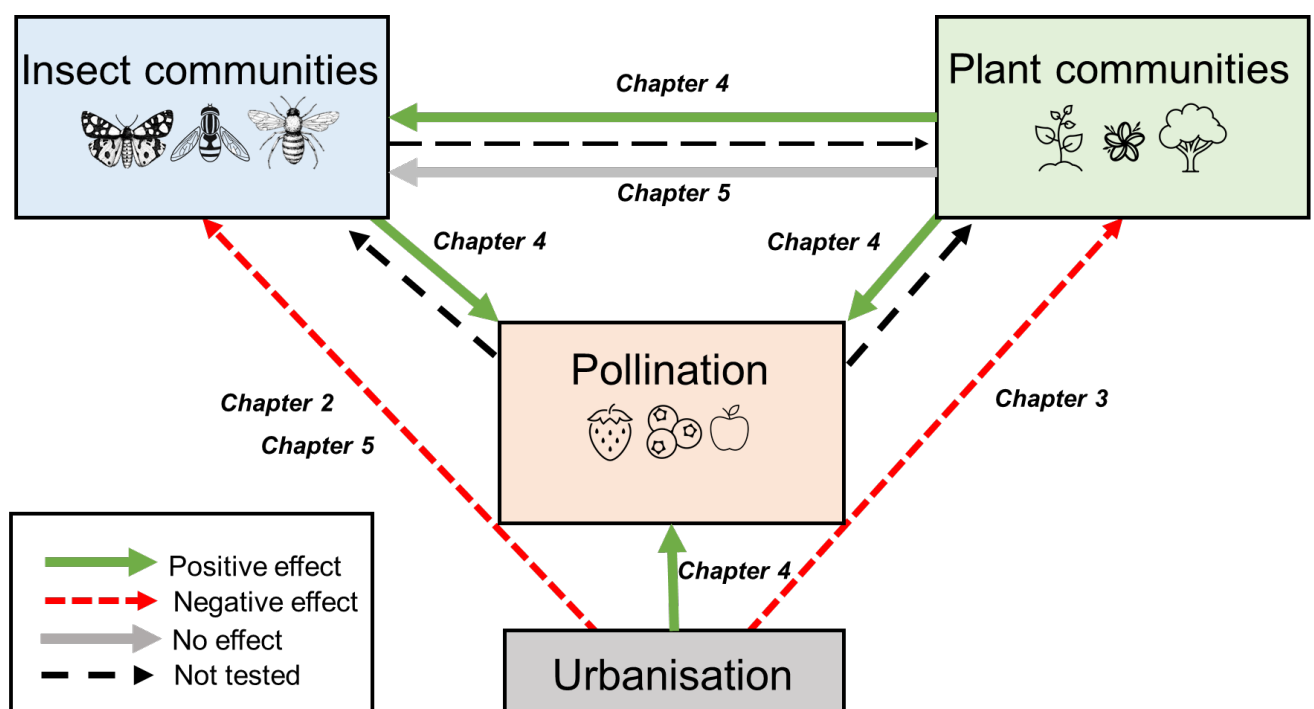 Insect communities
Plant communities
Chapter 4
Chapter 5
Chapter 4
Chapter 4
Pollination
Chapter 2
Chapter 5
Chapter 3
Chapter 4
Positive effect
Negative effect
No effect
Not tested
Urbanisation